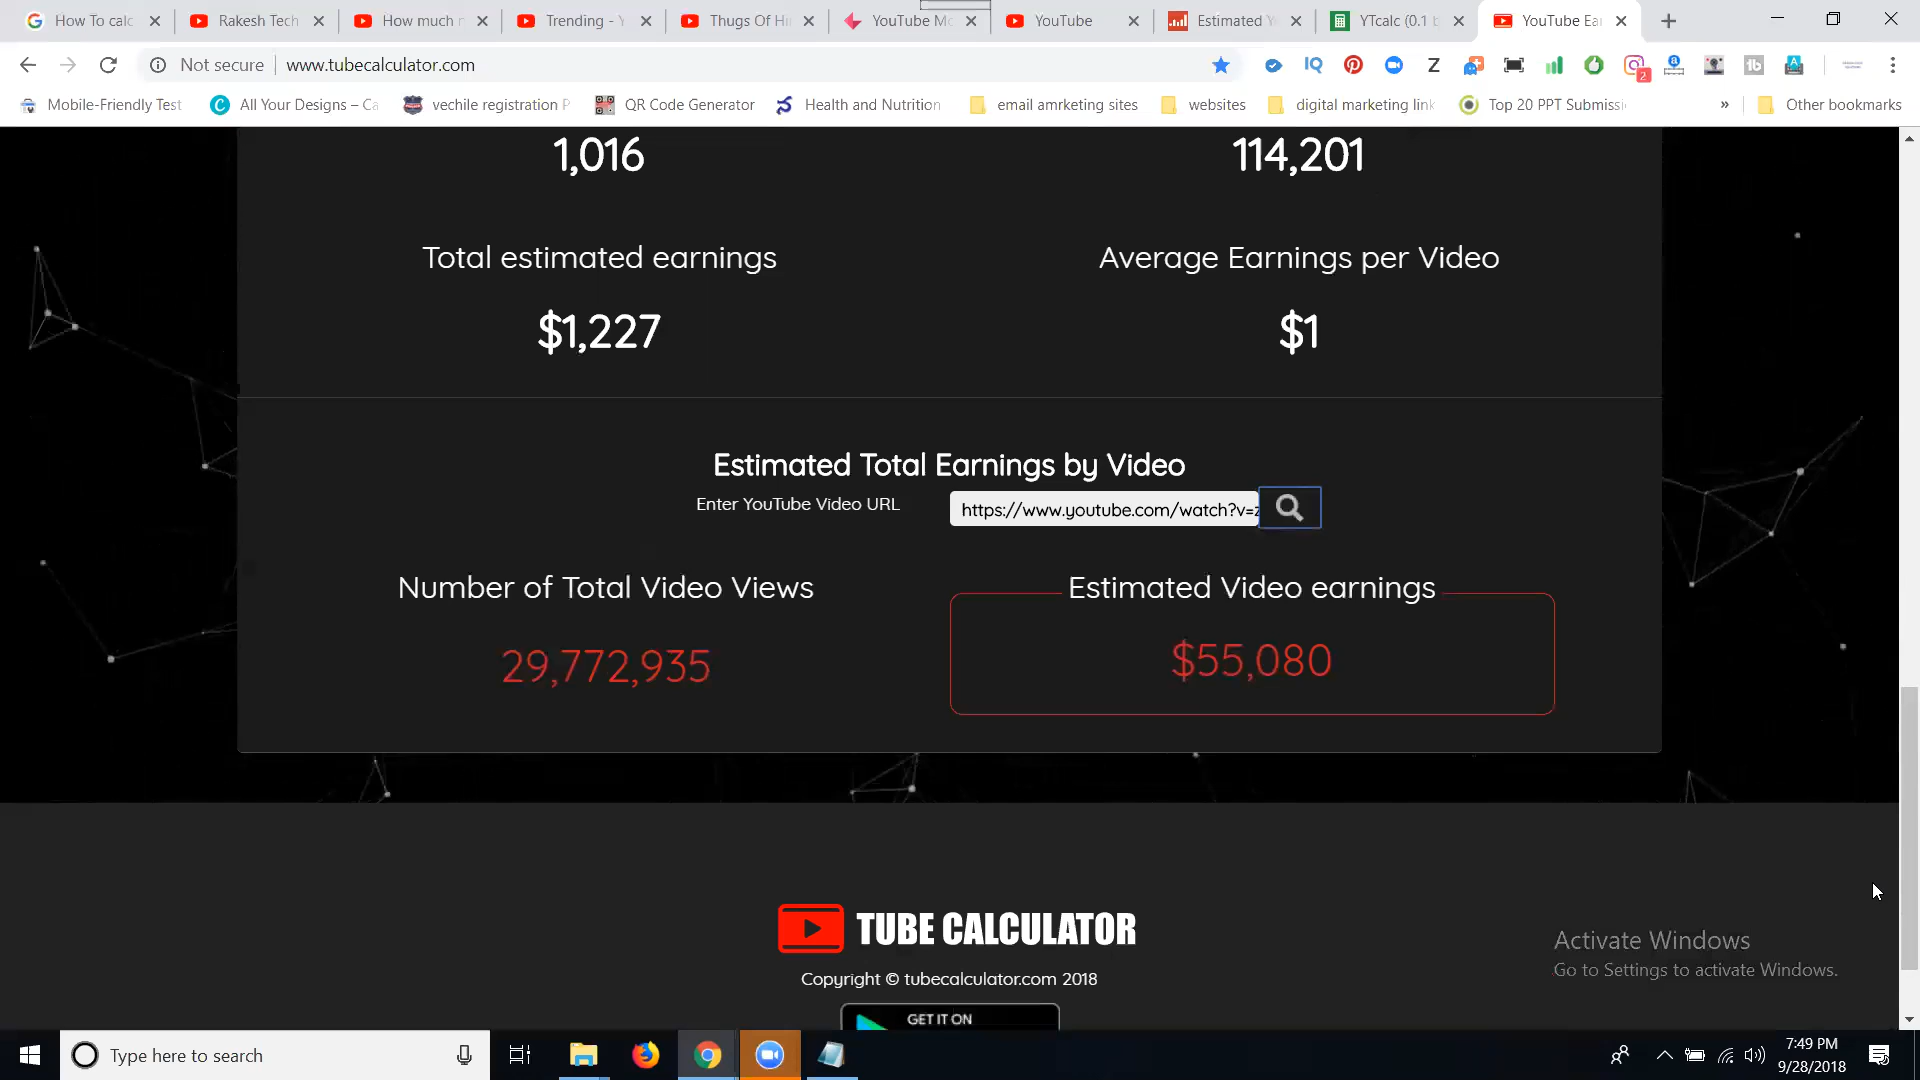 How To calc
Rakesh Tech
How much
Trending -
Thugs Of Hi
YouTube Mo
YouTube
Estimated
YTcalc (0.1
YouTube Ear
Not secure
www.tubecalculator.com
IQ
Z
2
tb
Mobile-Friendly Test
All Your Designs – Ca
vechile registration P
QR Code Generator
Health and Nutrition
email amrketing sites
websites
digital marketing link
Top 20 PPT Submissi
»
Other bookmarks
1,016
114,201
Total estimated earnings
Average Earnings per Video
$1,227
$1
Estimated Total Earnings by Video
Enter YouTube Video URL
https://www.youtube.com/watch?v=z
Number of Total Video Views
Estimated Video earnings
29,772,935
$55,080
TUBE CALCULATOR
Copyright © tubecalculator.com 2018
GET IT ON
Activate Windows
Go to Settings to activate Windows.
Type here to search
7:49 PM
9/28/2018